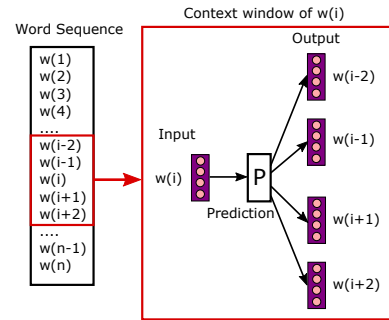 Context window of w(i)
Word Sequence
Output
w(1)
w(2)
w(3)
w(4)
....
w(i-2)
w(i-1)
w(i)
w(i+1)
w(i+2)
....
w(n-1)
w(n)
Input
w(i)
P
Prediction
w(i-2)
w(i-1)
w(i+1)
w(i+2)